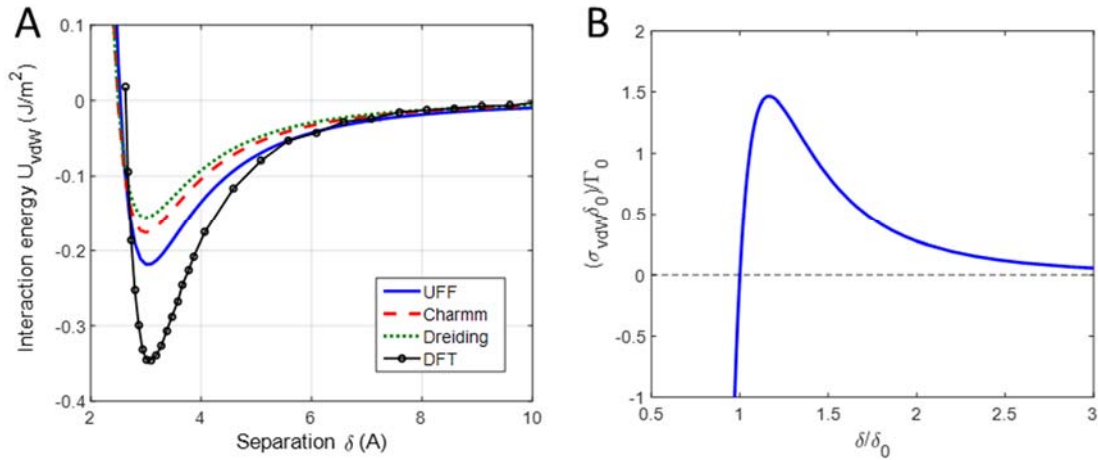 A
Interaction energy U_vdW (J/m²)
0.1
0
-0.1
-0.2
-0.3
-0.4
2
4
6
8
10
Separation δ (A)
UFF
Charmm
Dreiding
DFT
B
(σ_vdW δ_0)/Γ_0
2
1.5
1
0.5
0
-0.5
-1
0.5
1
1.5
2
2.5
3
δ/δ_0